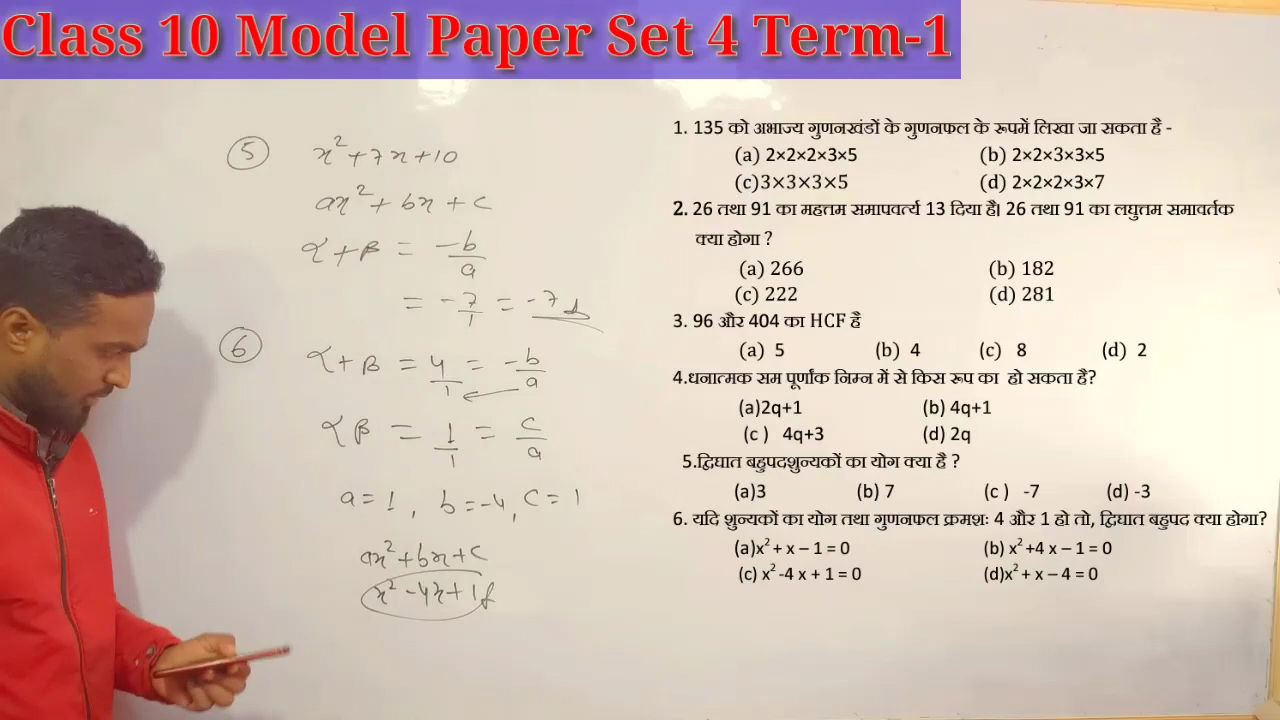 Class 10 Model Paper Set 4 Term-1
⑤ x² + 7x + 10
ax² + bx + c
α + β = -b/a
= -7/1 = -7
⑥ α + β = 4/1 = -b/a
αβ = 1/1 = c/a
a = 1, b = -4, c = 1
ax² + bx + c
x² - 4x + 1
1. 135 को अभाज्य गुणनखंडों के गुणनफल के रूपमें लिखा जा सकता है -
(a) 2×2×2×3×5 (b) 2×2×3×3×5
(c)3×3×3×5 (d) 2×2×2×3×7
2. 26 तथा 91 का महत्तम समापवर्त्य 13 दिया है। 26 तथा 91 का लघुत्तम समावर्तक
क्या होगा ?
(a) 266 (b) 182
(c) 222 (d) 281
3. 96 और 404 का HCF है
(a) 5 (b) 4 (c) 8 (d) 2
4.धनात्मक सम पूर्णांक निम्न में से किस रूप का हो सकता है?
(a)2q+1 (b) 4q+1
(c ) 4q+3 (d) 2q
5.द्विघात बहुपदशुन्यकों का योग क्या है ?
(a)3 (b) 7 (c ) -7 (d) -3
6. यदि शुन्यकों का योग तथा गुणनफल क्रमशः 4 और 1 हो तो, द्विघात बहुपद क्या होगा?
(a)x² + x – 1 = 0 (b) x² +4 x – 1 = 0
(c) x² -4 x + 1 = 0 (d)x² + x – 4 = 0